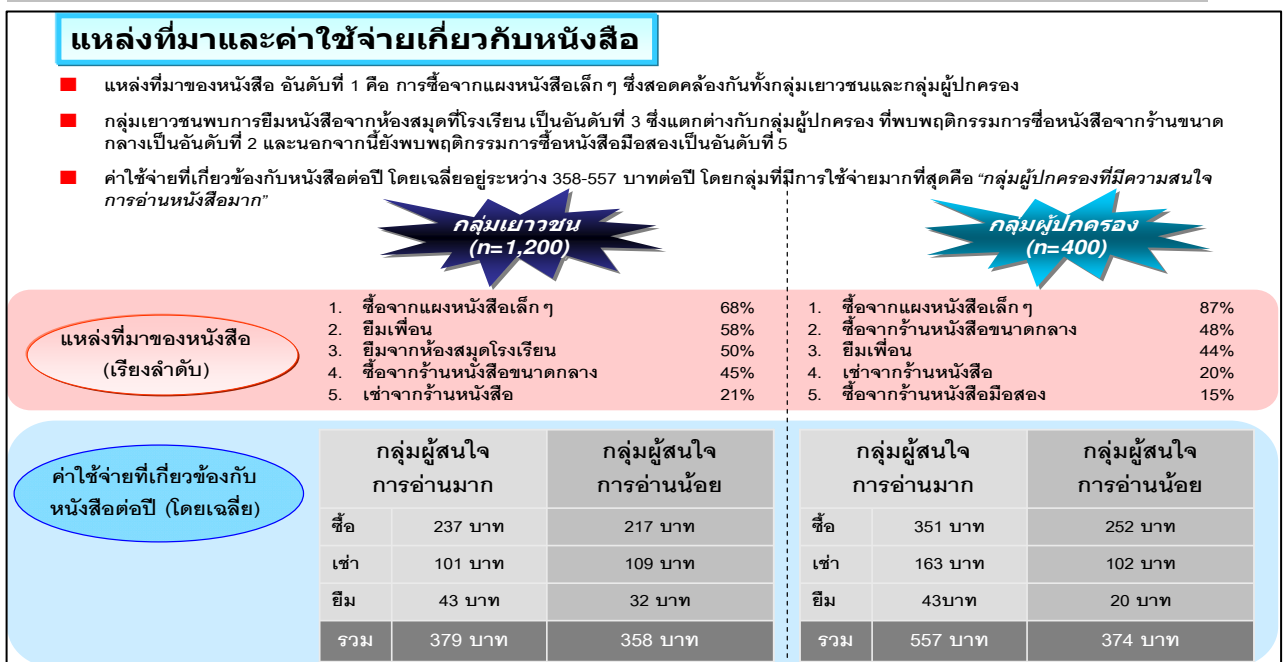 แหล่งที่มาและค่าใช้จ่ายเกี่ยวกับหนังสือ
แหล่งที่มาของหนังสือ อันดับที่ 1 คือ การซื้อจากแผงหนังสือเล็ก ๆ ซึ่งสอดคล้องกันทั้งกลุ่มเยาวชนและกลุ่มผู้ปกครอง
กลุ่มเยาวชนพบการยืมหนังสือจากห้องสมุดที่โรงเรียน เป็นอันดับที่ 3 ซึ่งแตกต่างกับกลุ่มผู้ปกครอง ที่พบพฤติกรรมการซื่อหนังสือจากร้านขนาด
กลางเป็นอันดับที่ 2 และนอกจากนี้ยังพบพฤติกรรมการซื้อหนังสือมือสองเป็นอันดับที่ 5
ค่าใช้จ่ายที่เกี่ยวข้องกับหนังสือต่อปี โดยเฉลี่ยอยู่ระหว่าง 358-557 บาทต่อปี โดยกลุ่มที่มีการใช้จ่ายมากที่สุดคือ “กลุ่มผู้ปกครองที่มีความสนใจ
การอ่านหนังสือมาก”
กลุ่มเยาวชน
(n=1,200)
กลุ่มผู้ปกครอง
(n=400)
แหล่งที่มาของหนังสือ
(เรียงลำดับ)
1. ซื้อจากแผงหนังสือเล็ก ๆ 68%
2. ยืมเพื่อน 58%
3. ยืมจากห้องสมุดโรงเรียน 50%
4. ซื้อจากร้านหนังสือขนาดกลาง 45%
5. เช่าจากร้านหนังสือ 21%
1. ซื้อจากแผงหนังสือเล็ก ๆ 87%
2. ซื้อจากร้านหนังสือขนาดกลาง 48%
3. ยืมเพื่อน 44%
4. เช่าจากร้านหนังสือ 20%
5. ซื้อจากร้านหนังสือมือสอง 15%
ค่าใช้จ่ายที่เกี่ยวข้องกับ
หนังสือต่อปี (โดยเฉลี่ย)
กลุ่มผู้สนใจ กลุ่มผู้สนใจ
การอ่านมาก การอ่านน้อย
ซื้อ 237 บาท 217 บาท
เช่า 101 บาท 109 บาท
ยืม 43 บาท 32 บาท
รวม 379 บาท 358 บาท
กลุ่มผู้สนใจ กลุ่มผู้สนใจ
การอ่านมาก การอ่านน้อย
ซื้อ 351 บาท 252 บาท
เช่า 163 บาท 102 บาท
ยืม 43บาท 20 บาท
รวม 557 บาท 374 บาท